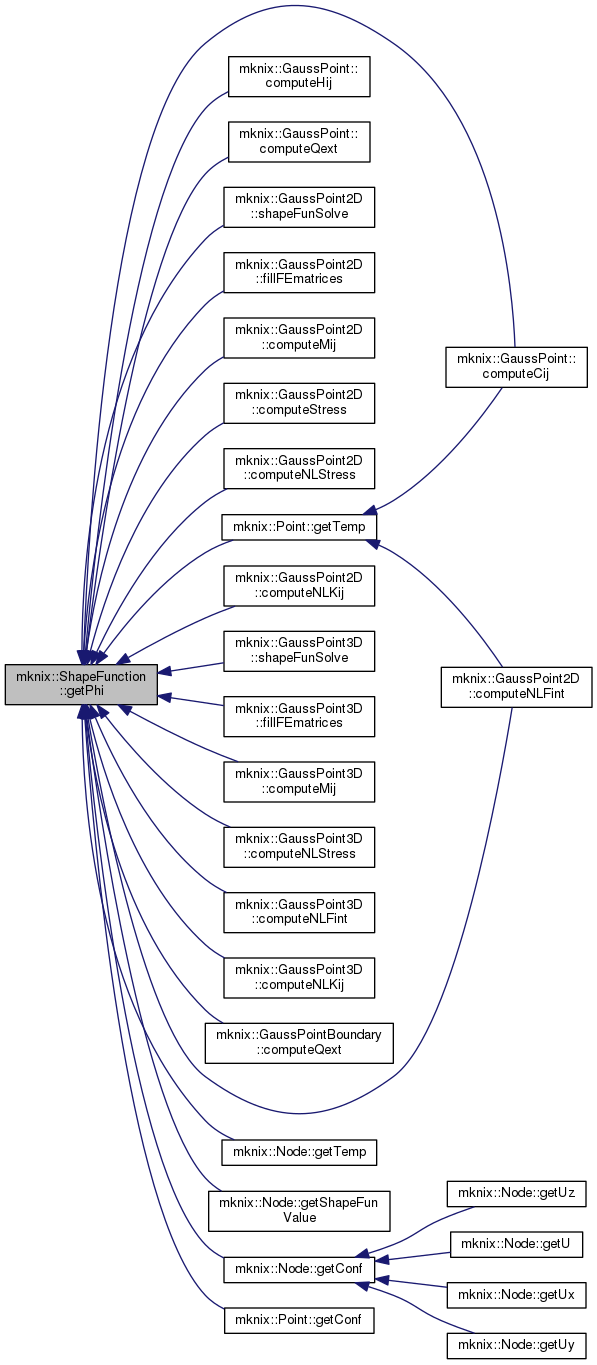 mknix::GaussPoint::
computeHij
mknix::GaussPoint::
computeQext
mknix::GaussPoint2D
::shapeFunSolve
mknix::GaussPoint2D
::fillFEmatrices
mknix::GaussPoint2D
::computeMij
mknix::GaussPoint::
computeCij
mknix::GaussPoint2D
::computeStress
mknix::GaussPoint2D
::computeNLStress
mknix::Point::getTemp
mknix::GaussPoint2D
::computeNLKij
mknix::GaussPoint3D
::shapeFunSolve
mknix::ShapeFunction
::getPhi
mknix::GaussPoint2D
::computeNLFint
mknix::GaussPoint3D
::fillFEmatrices
mknix::GaussPoint3D
::computeMij
mknix::GaussPoint3D
::computeNLStress
mknix::GaussPoint3D
::computeNLFint
mknix::GaussPoint3D
::computeNLKij
mknix::GaussPointBoundary
::computeQext
mknix::Node::getTemp
mknix::Node::getShapeFun
Value
mknix::Node::getUz
mknix::Node::getU
mknix::Node::getConf
mknix::Node::getUx
mknix::Point::getConf
mknix::Node::getUy